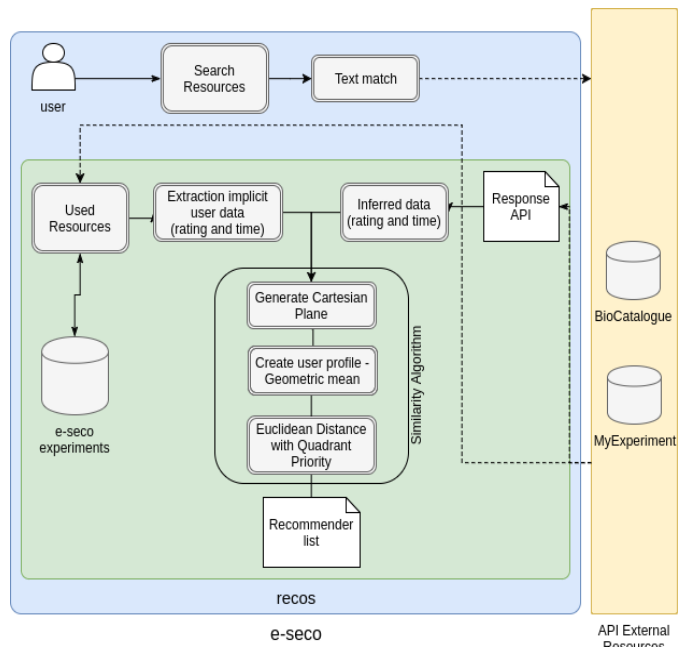 Search
Resources
Text match
user
Used
Resources
Extraction implicit
user data
(rating and time)
Inferred data
(rating and time)
Response
API
Generate Cartesian
Plane
Create user profile -
Geometric mean
Euclidean Distance
with Quadrant
Priority
Similarity Algorithm
e-seco
experiments
Recommender
list
BioCatalogue
MyExperiment
recos
e-seco
API External
Resources